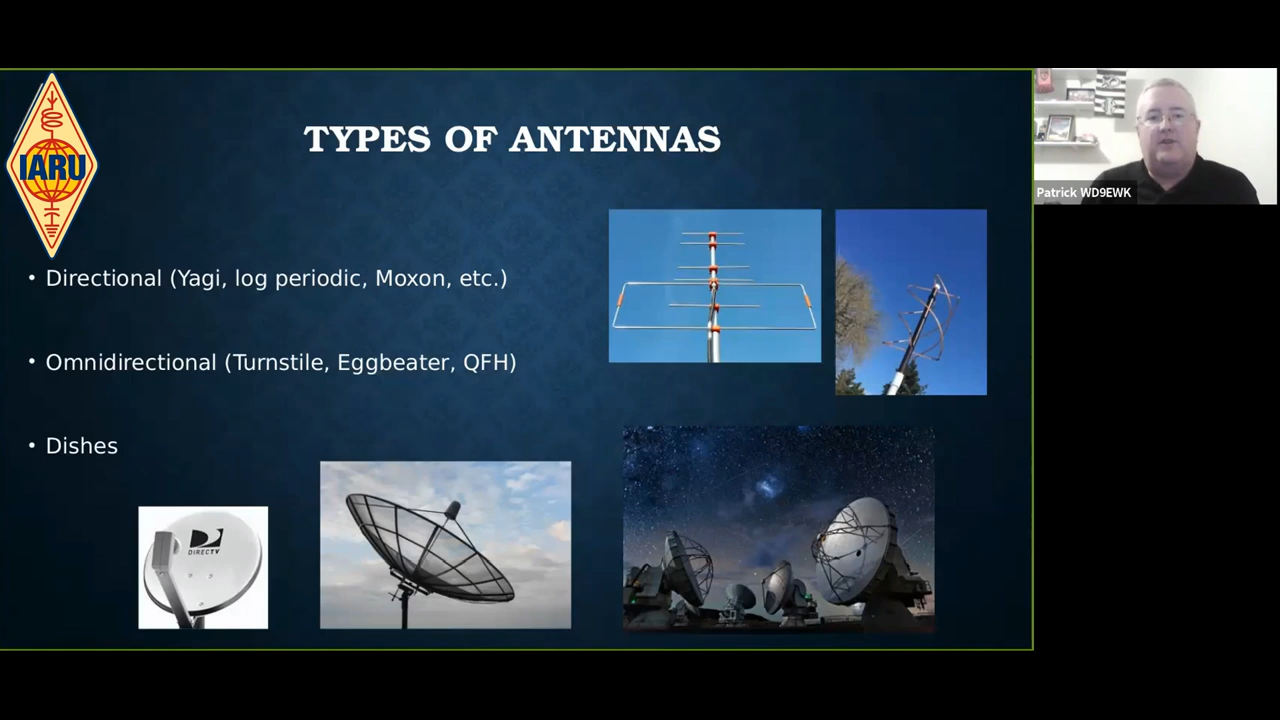 IARU
TYPES OF ANTENNAS
• Directional (Yagi, log periodic, Moxon, etc.)
• Omnidirectional (Turnstile, Eggbeater, QFH)
• Dishes
DIRECTV
Patrick WD9EWK